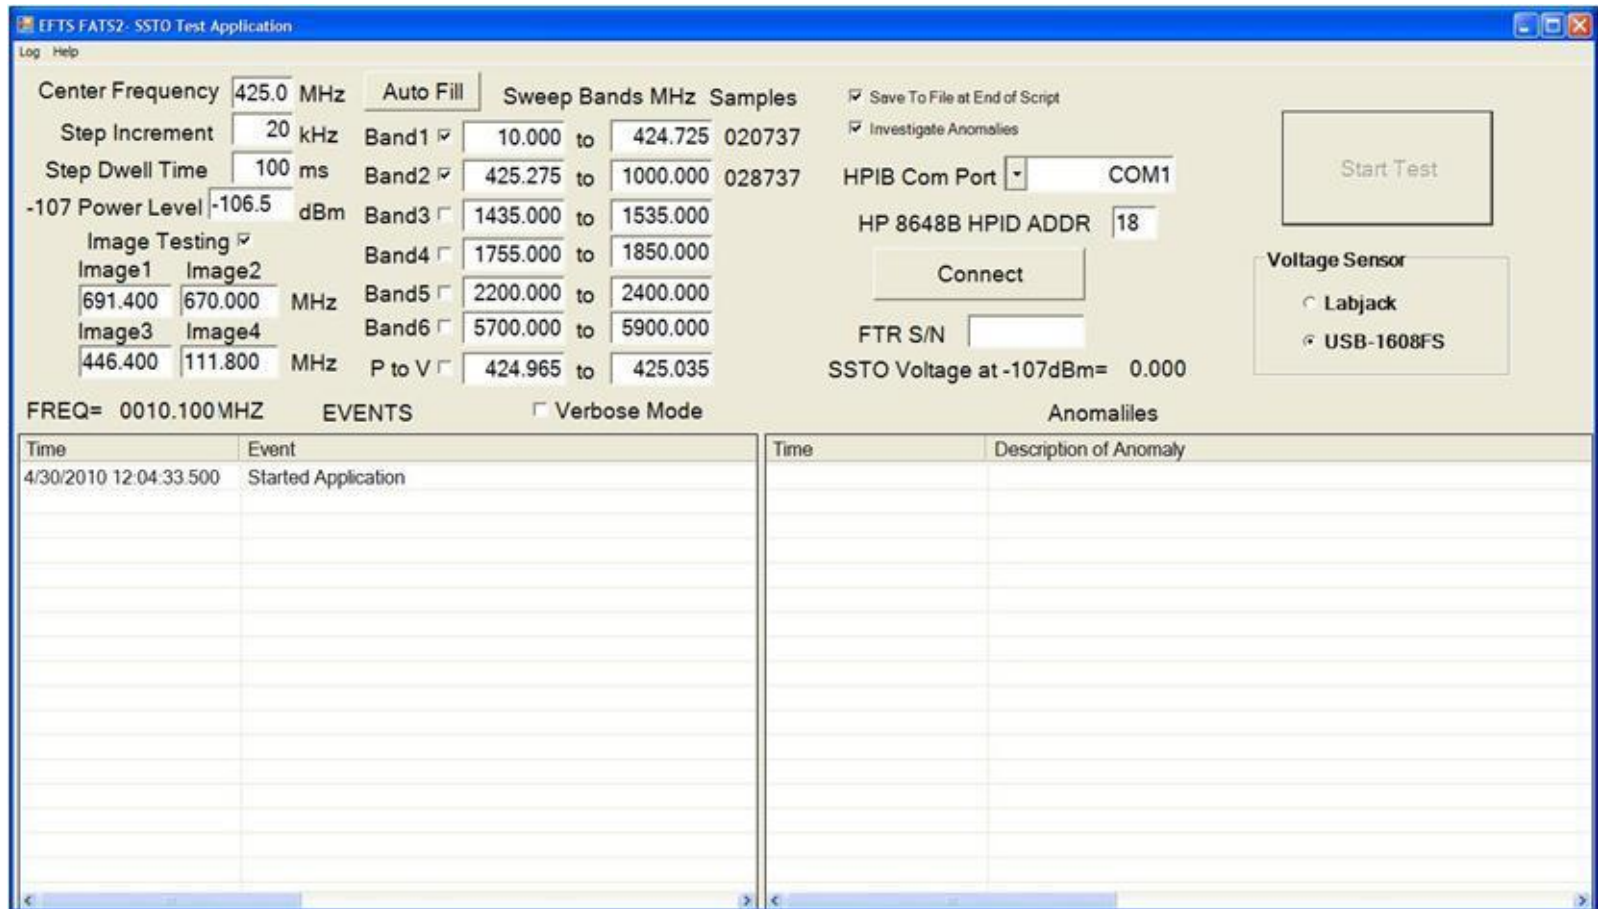 EFTS FATS2- SSTO Test Application
Log Help
Center Frequency 425.0 MHz Auto Fill Sweep Bands MHz Samples
Save To File at End of Script
Step Increment 20 kHz Band1 10.000 to 424.725 020737
Investigate Anomalies
Step Dwell Time 100 ms Band2 425.275 to 1000.000 028737
HPIB Com Port COM1
Start Test
-107 Power Level -106.5 dBm Band3 1435.000 to 1535.000
HP 8648B HPID ADDR 18
Image Testing
Band4 1755.000 to 1850.000
Image1 Image2
Connect
Voltage Sensor
691.400 670.000 MHz Band5 2200.000 to 2400.000
Labjack
Image3 Image4 Band6 5700.000 to 5900.000
FTR S/N
USB-1608FS
446.400 111.800 MHz P to V 424.965 to 425.035
SSTO Voltage at -107dBm= 0.000
FREQ= 0010.100MHZ EVENTS Verbose Mode Anomaliles
Time Event Time Description of Anomaly
4/30/2010 12:04:33.500 Started Application